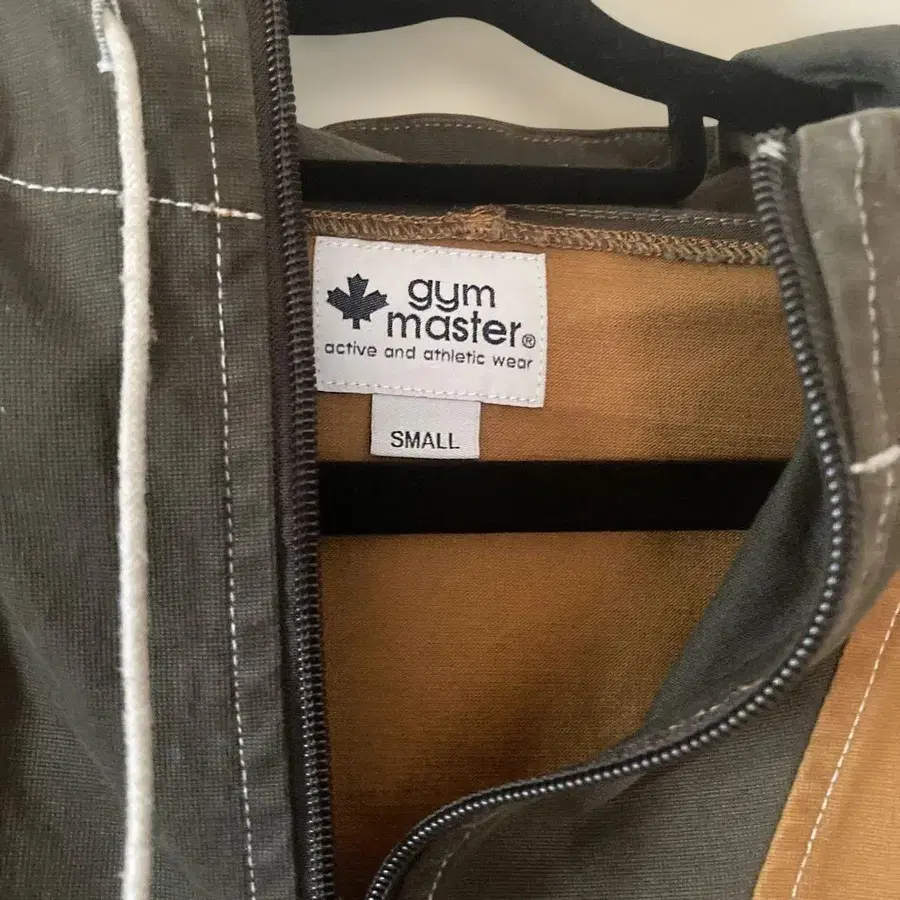 gym
master®
active and athletic wear
SMALL